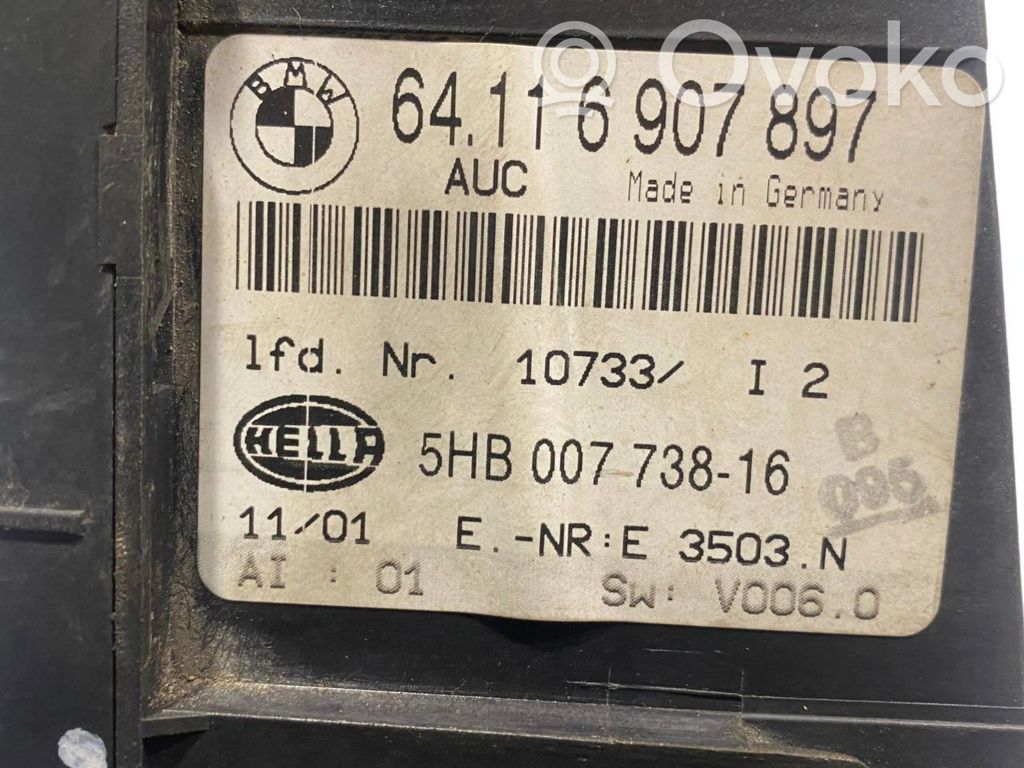 Ovoko
BMW
64.11 6 907 897
AUC Made in Germany
lfd. Nr. 10733/ I 2
HELLA 5HB 007 738-16
B
006
11/01 E.-NR:E 3503.N
AI : 01 Sw: V006.0